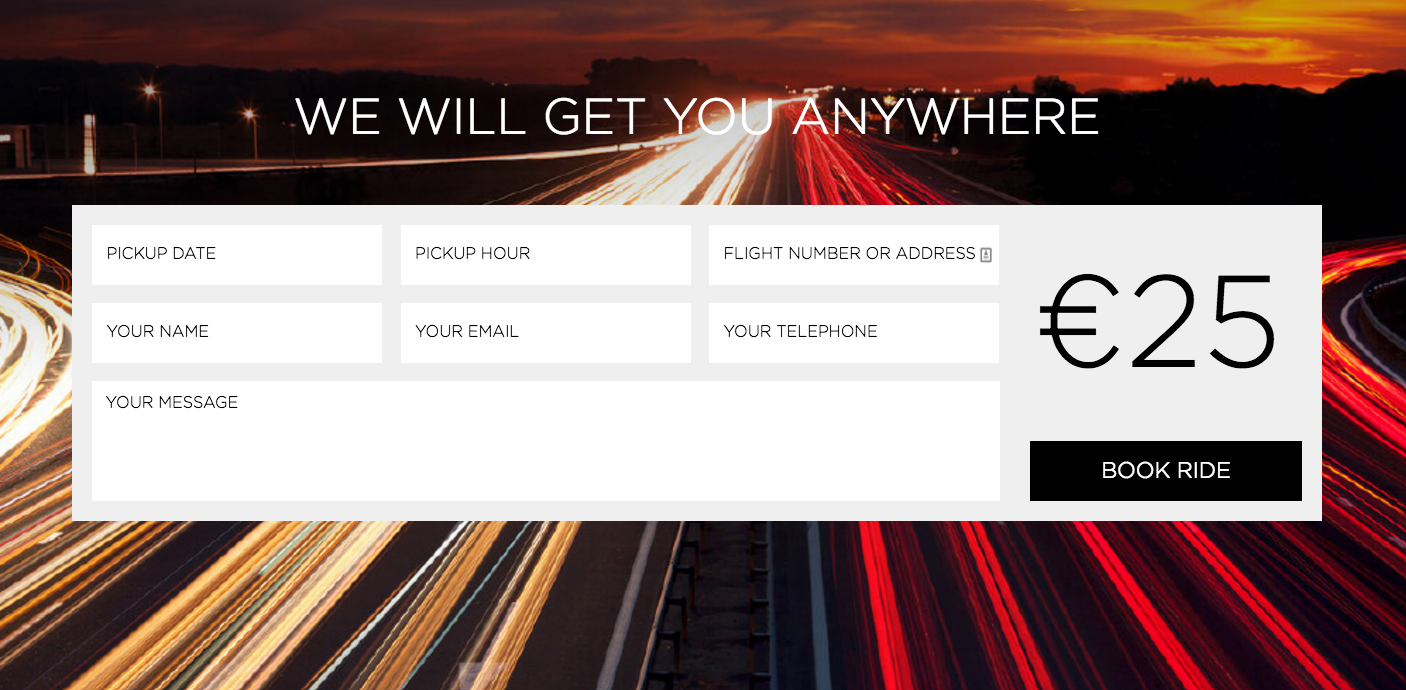 WE WILL GET YOU ANYWHERE
PICKUP DATE
PICKUP HOUR
FLIGHT NUMBER OR ADDRESS
YOUR NAME
YOUR EMAIL
YOUR TELEPHONE
YOUR MESSAGE
€25
BOOK RIDE